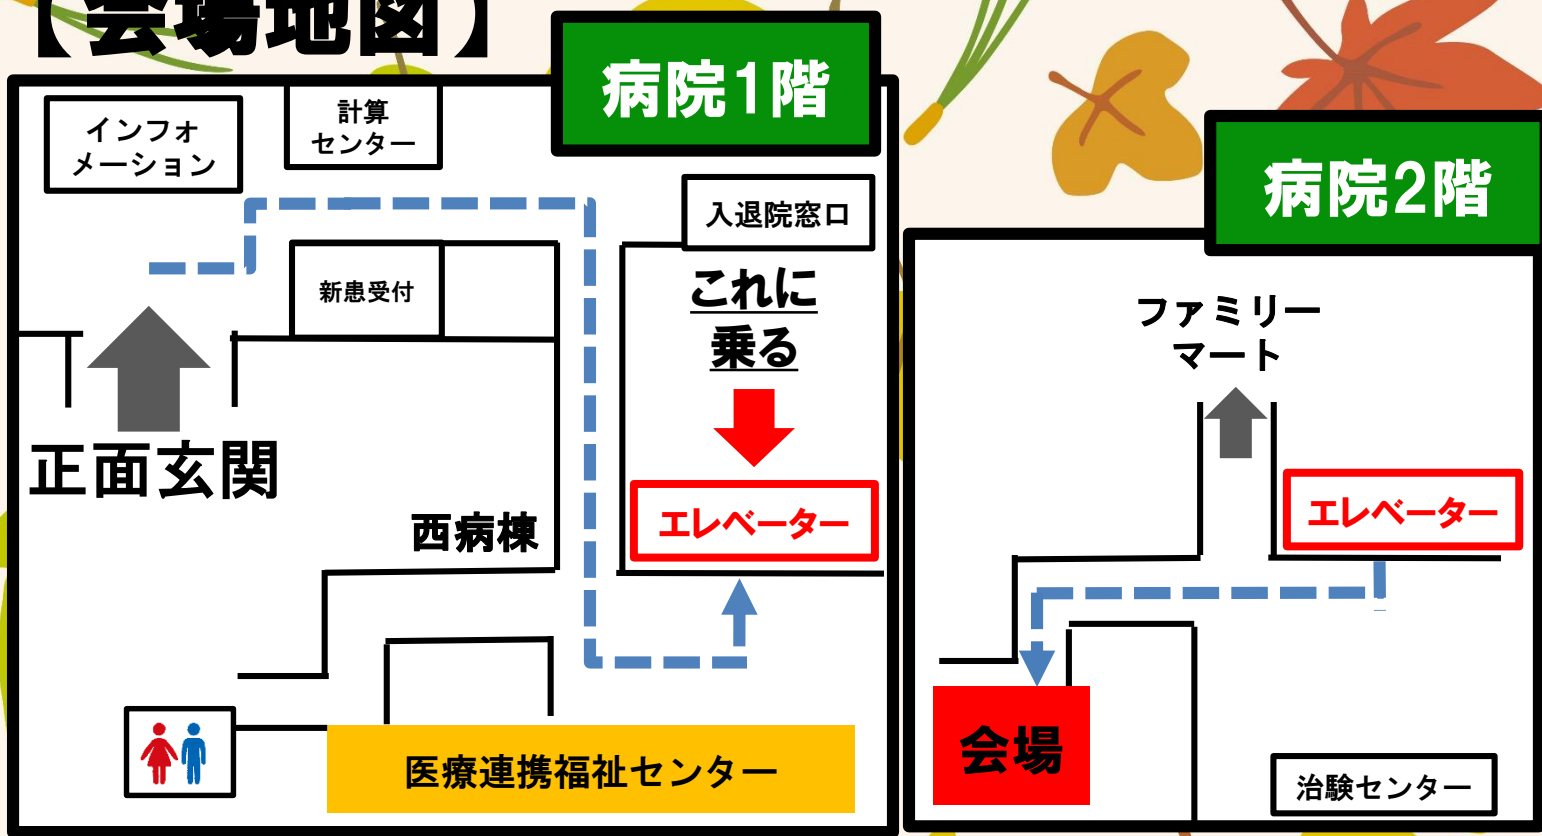 【会場地図】
病院1階
インフォ
メーション
計算
センター
入退院窓口
新患受付
これに
乗る
正面玄関
西病棟
エレベーター
医療連携福祉センター
病院2階
ファミリー
マート
エレベーター
会場
治験センター